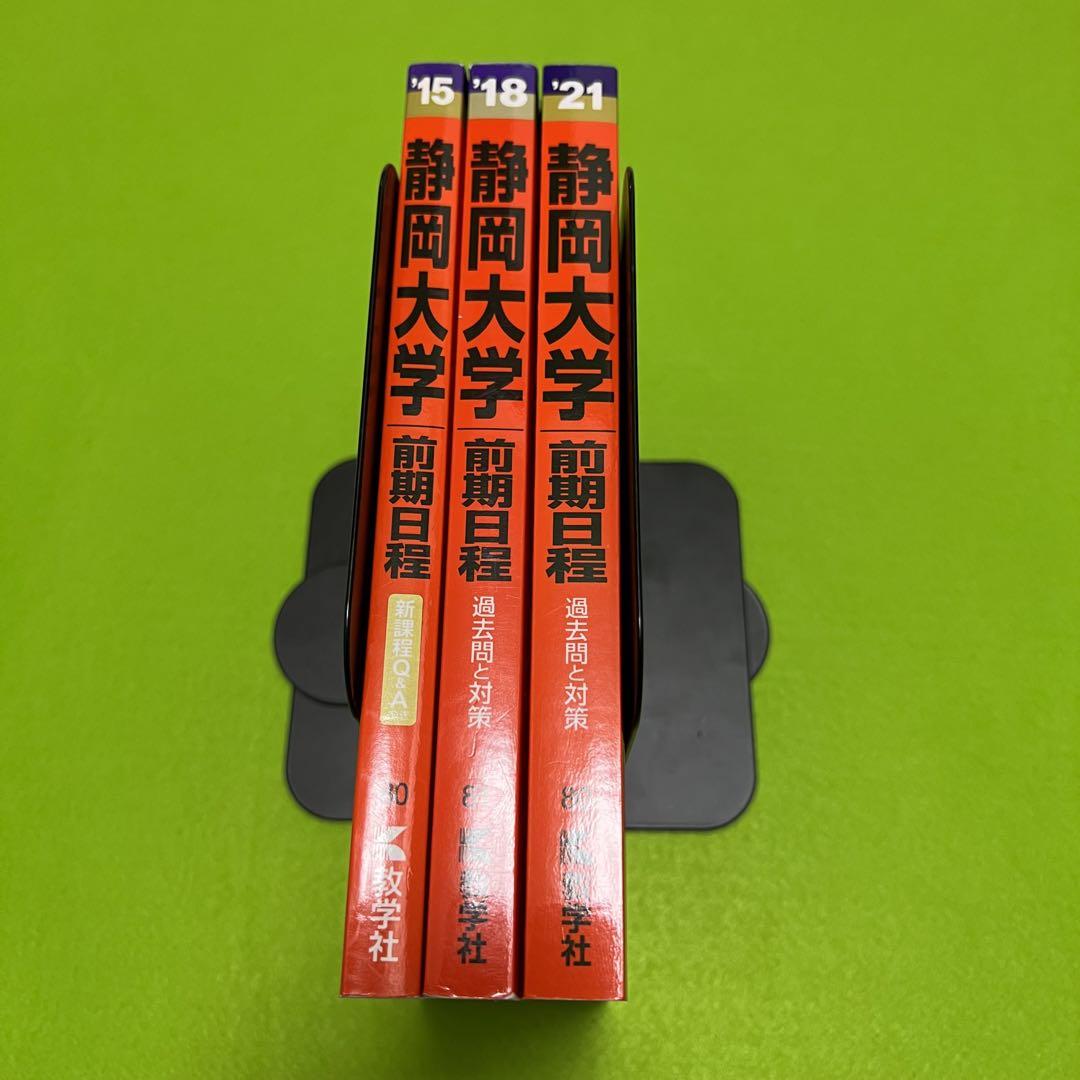 '15
静岡大学
前期日程
新課程Q&A
教学社
'18
静岡大学
前期日程
過去問と対策
教学社
'21
静岡大学
前期日程
過去問と対策
教学社